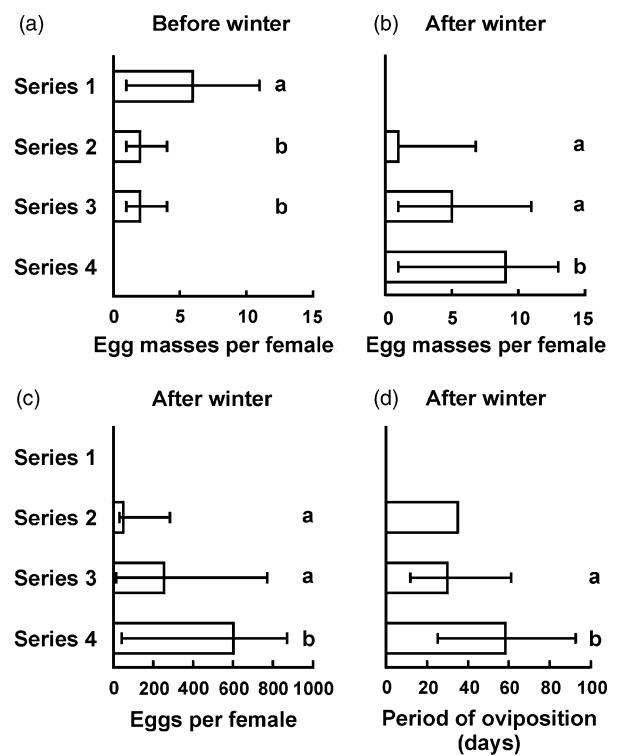 (a) Before winter
(b) After winter
Series 1 a
Series 2 b a
Series 3 b a
Series 4 b
0 5 10 15
0 5 10 15
Egg masses per female
Egg masses per female
(c) After winter
(d) After winter
Series 1
Series 2 a
Series 3 a a
Series 4 b b
0 200 400 600 800 1000
0 20 40 60 80 100
Eggs per female
Period of oviposition
(days)